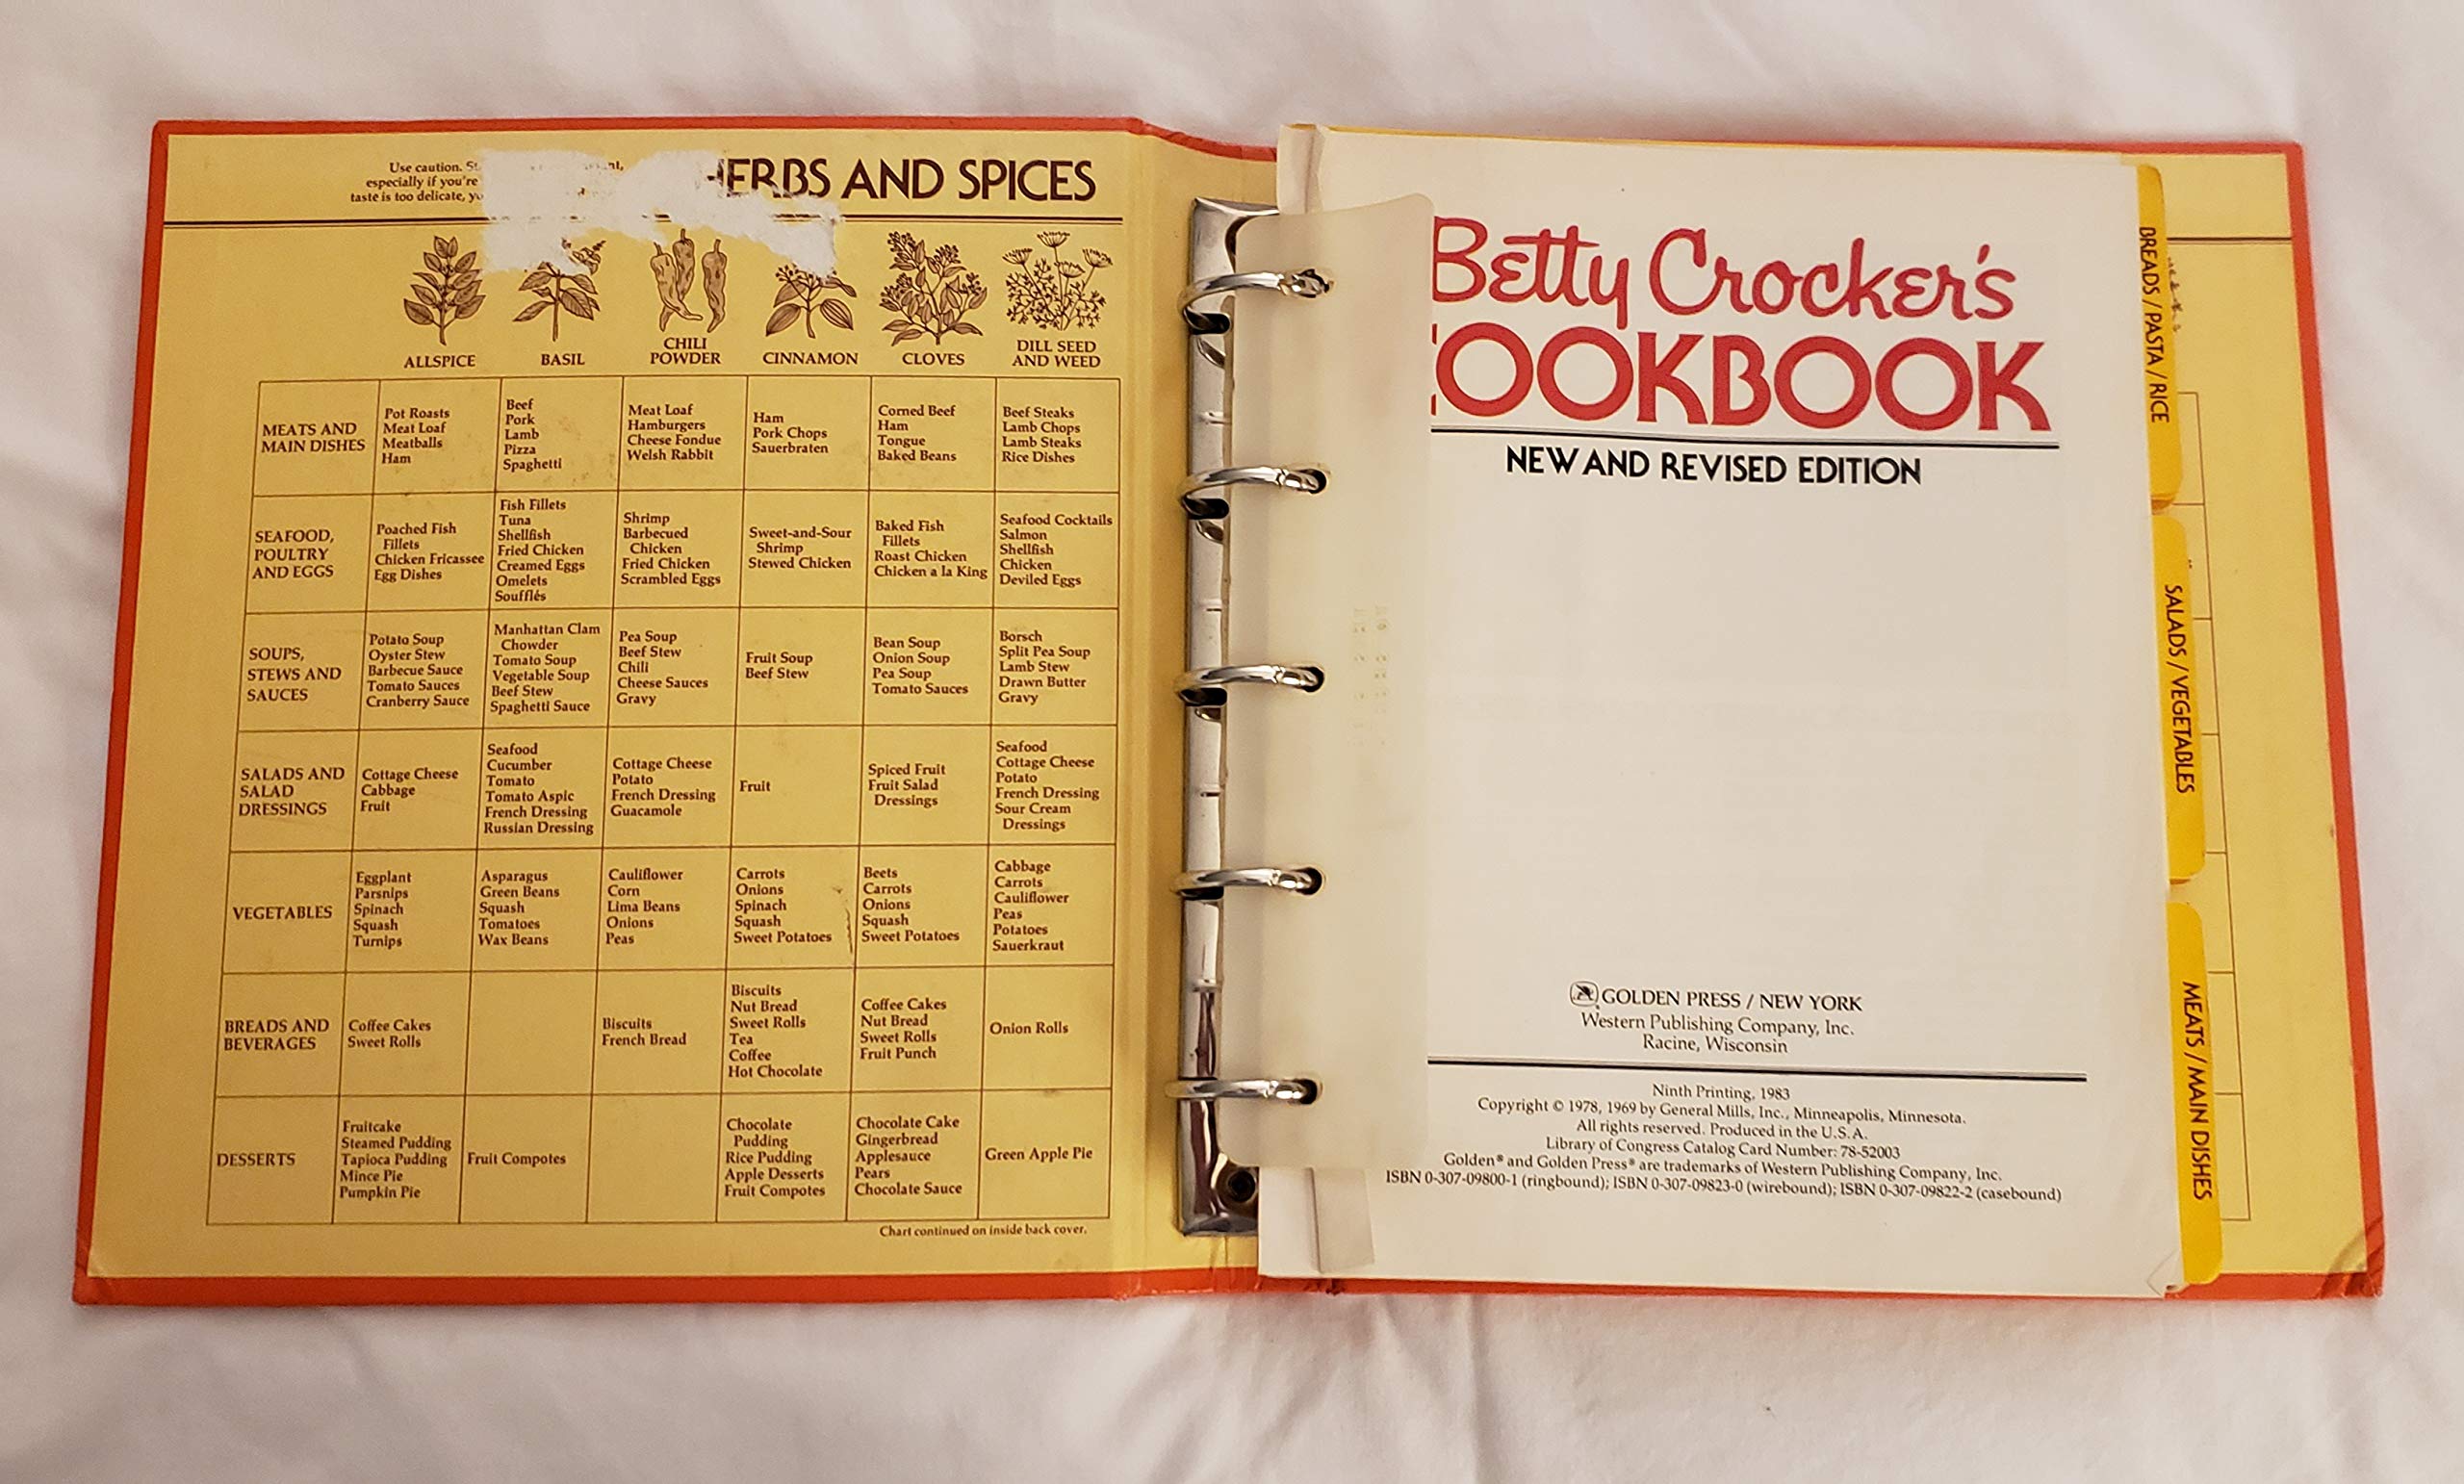 Use caution.
especially if you're
taste is too delicate,
HERBS AND SPICES
ALLSPICE
BASIL
CHILI
POWDER
CINNAMON
CLOVES
DILL SEED
AND WEED
MEATS AND
MAIN DISHES
Pot Roasts
Meat Loaf
Meatballs
Ham
Beef
Pork
Lamb
Pizza
Spaghetti
Meat Loaf
Hamburgers
Cheese Fondue
Welsh Rabbit
Ham
Pork Chops
Sauerbraten
Corned Beef
Ham
Tongue
Baked Beans
Beef Steaks
Lamb Chops
Lamb Steaks
Rice Dishes
SEAFOOD,
POULTRY
AND EGGS
Poached Fish
Fillets
Chicken Fricassee
Egg Dishes
Fish Fillets
Tuna
Shellfish
Fried Chicken
Creamed Eggs
Omelets
Soufflés
Shrimp
Barbecued
Chicken
Fried Chicken
Scrambled Eggs
Sweet-and-Sour
Shrimp
Stewed Chicken
Baked Fish
Fillets
Roast Chicken
Chicken a la King
Seafood Cocktails
Salmon
Shellfish
Chicken
Deviled Eggs
SOUPS,
STEWS AND
SAUCES
Potato Soup
Oyster Stew
Barbecue Sauce
Tomato Sauces
Cranberry Sauce
Manhattan Clam
Chowder
Tomato Soup
Vegetable Soup
Beef Stew
Spaghetti Sauce
Pea Soup
Beef Stew
Chili
Cheese Sauces
Gravy
Fruit Soup
Beef Stew
Bean Soup
Onion Soup
Pea Soup
Tomato Sauces
Borsch
Split Pea Soup
Lamb Stew
Drawn Butter
Gravy
SALADS AND
SALAD
DRESSINGS
Cottage Cheese
Cabbage
Fruit
Seafood
Cucumber
Tomato
Tomato Aspic
French Dressing
Russian Dressing
Cottage Cheese
Potato
French Dressing
Guacamole
Fruit
Spiced Fruit
Fruit Salad
Dressings
Seafood
Cottage Cheese
Potato
French Dressing
Sour Cream
Dressings
VEGETABLES
Eggplant
Parsnips
Spinach
Squash
Turnips
Asparagus
Green Beans
Squash
Tomatoes
Wax Beans
Cauliflower
Corn
Lima Beans
Onions
Peas
Carrots
Onions
Spinach
Squash
Sweet Potatoes
Beets
Carrots
Onions
Squash
Sweet Potatoes
Cabbage
Carrots
Cauliflower
Peas
Potatoes
Sauerkraut
BREADS AND
BEVERAGES
Coffee Cakes
Sweet Rolls
Biscuits
French Bread
Biscuits
Nut Bread
Sweet Rolls
Tea
Coffee
Hot Chocolate
Coffee Cakes
Nut Bread
Sweet Rolls
Fruit Punch
Onion Rolls
DESSERTS
Fruitcake
Steamed Pudding
Tapioca Pudding
Mince Pie
Pumpkin Pie
Fruit Compotes
Chocolate
Pudding
Rice Pudding
Apple Desserts
Fruit Compotes
Chocolate Cake
Gingerbread
Applesauce
Pears
Chocolate Sauce
Green Apple Pie
Chart continued on inside back cover.
Betty Crocker's
COOKBOOK
NEW AND REVISED EDITION
GOLDEN PRESS / NEW YORK
Western Publishing Company, Inc.
Racine, Wisconsin
Ninth Printing, 1983
Copyright © 1978, 1969 by General Mills, Inc., Minneapolis, Minnesota.
All rights reserved. Produced in the U.S.A.
Library of Congress Catalog Card Number: 78-52003
Golden® and Golden Press® are trademarks of Western Publishing Company, Inc.
ISBN 0-307-09800-1 (ringbound); ISBN 0-307-09823-0 (wirebound); ISBN 0-307-09822-2 (casebound)
BREADS / PASTA / RICE
SALADS / VEGETABLES
MEATS / MAIN DISHES